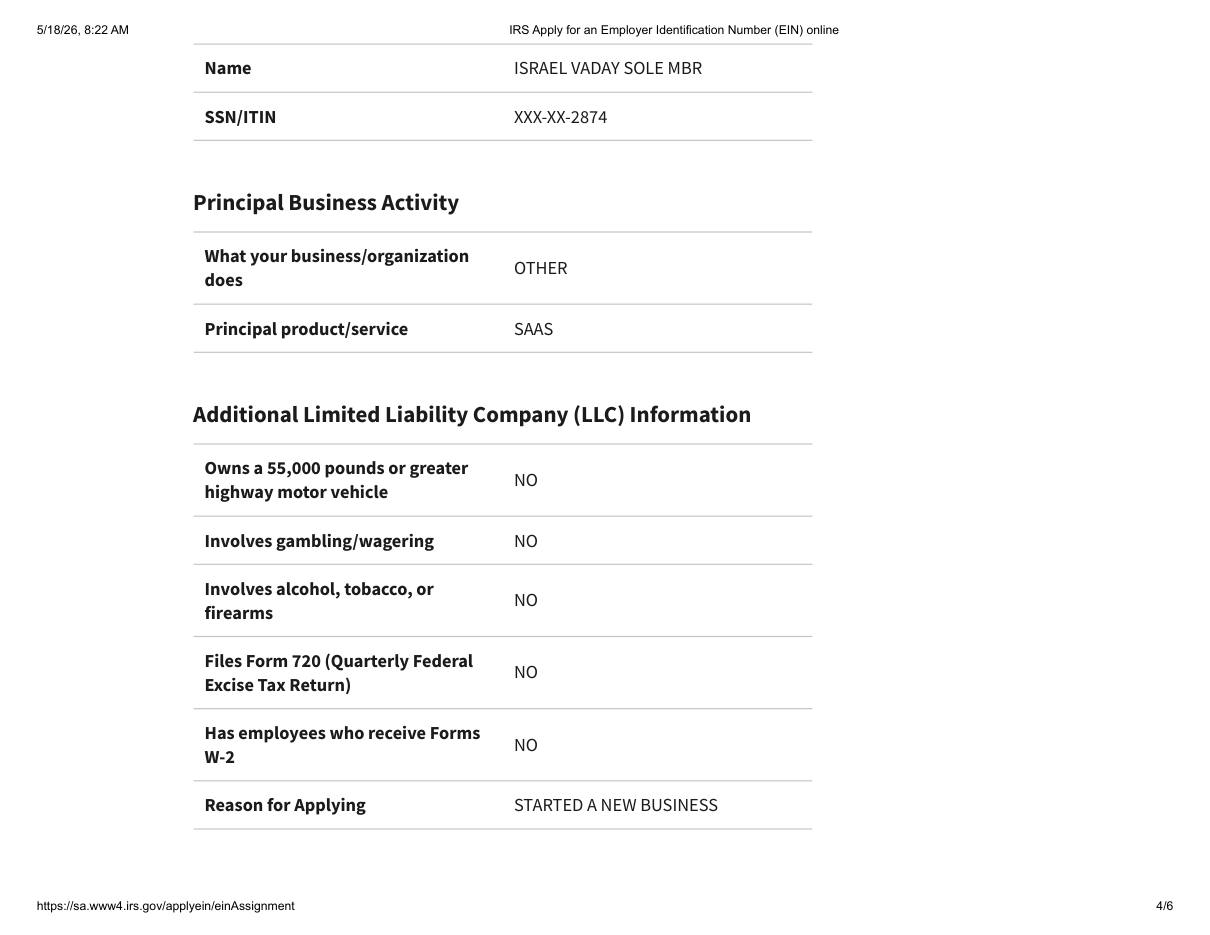 5/18/26, 8:22 AM
IRS Apply for an Employer Identification Number (EIN) online
Name
ISRAEL VADAY SOLE MBR
SSN/ITIN
XXX-XX-2874
Principal Business Activity
What your business/organization
does
OTHER
Principal product/service
SAAS
Additional Limited Liability Company (LLC) Information
Owns a 55,000 pounds or greater
highway motor vehicle
NO
Involves gambling/wagering
NO
Involves alcohol, tobacco, or
firearms
NO
Files Form 720 (Quarterly Federal
Excise Tax Return)
NO
Has employees who receive Forms
W-2
NO
Reason for Applying
STARTED A NEW BUSINESS
https://sa.www4.irs.gov/applyein/einAssignment
4/6